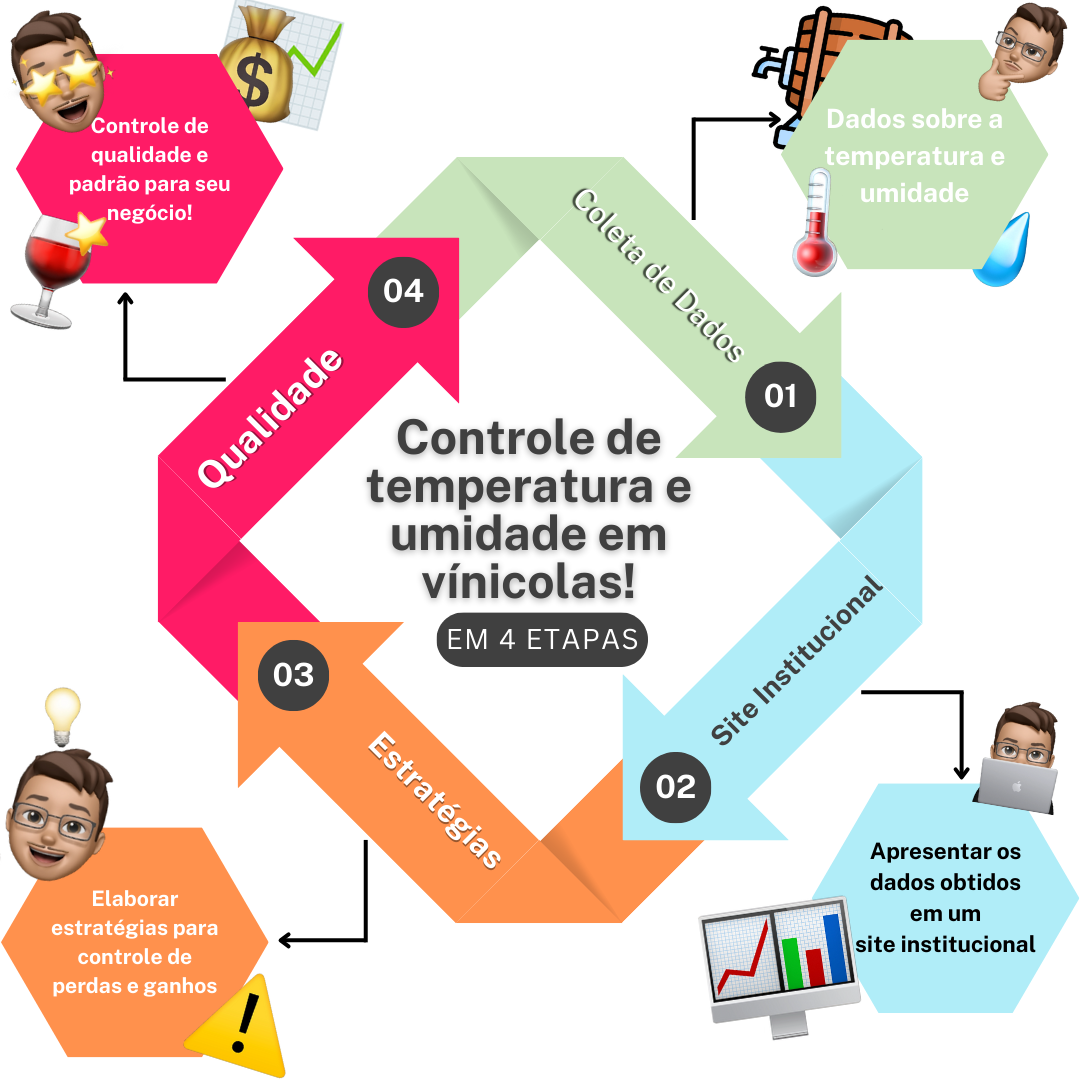 Controle de
temperatura e
umidade em
vínicolas!
EM 4 ETAPAS
01
Coleta de Dados
Dados sobre a
temperatura e
umidade
02
Site Institucional
Apresentar os
dados obtidos
em um
site institucional
03
Estratégias
Elaborar
estratégias para
controle de
perdas e ganhos
!
04
Qualidade
Controle de
qualidade e
padrão para seu
negócio!
$